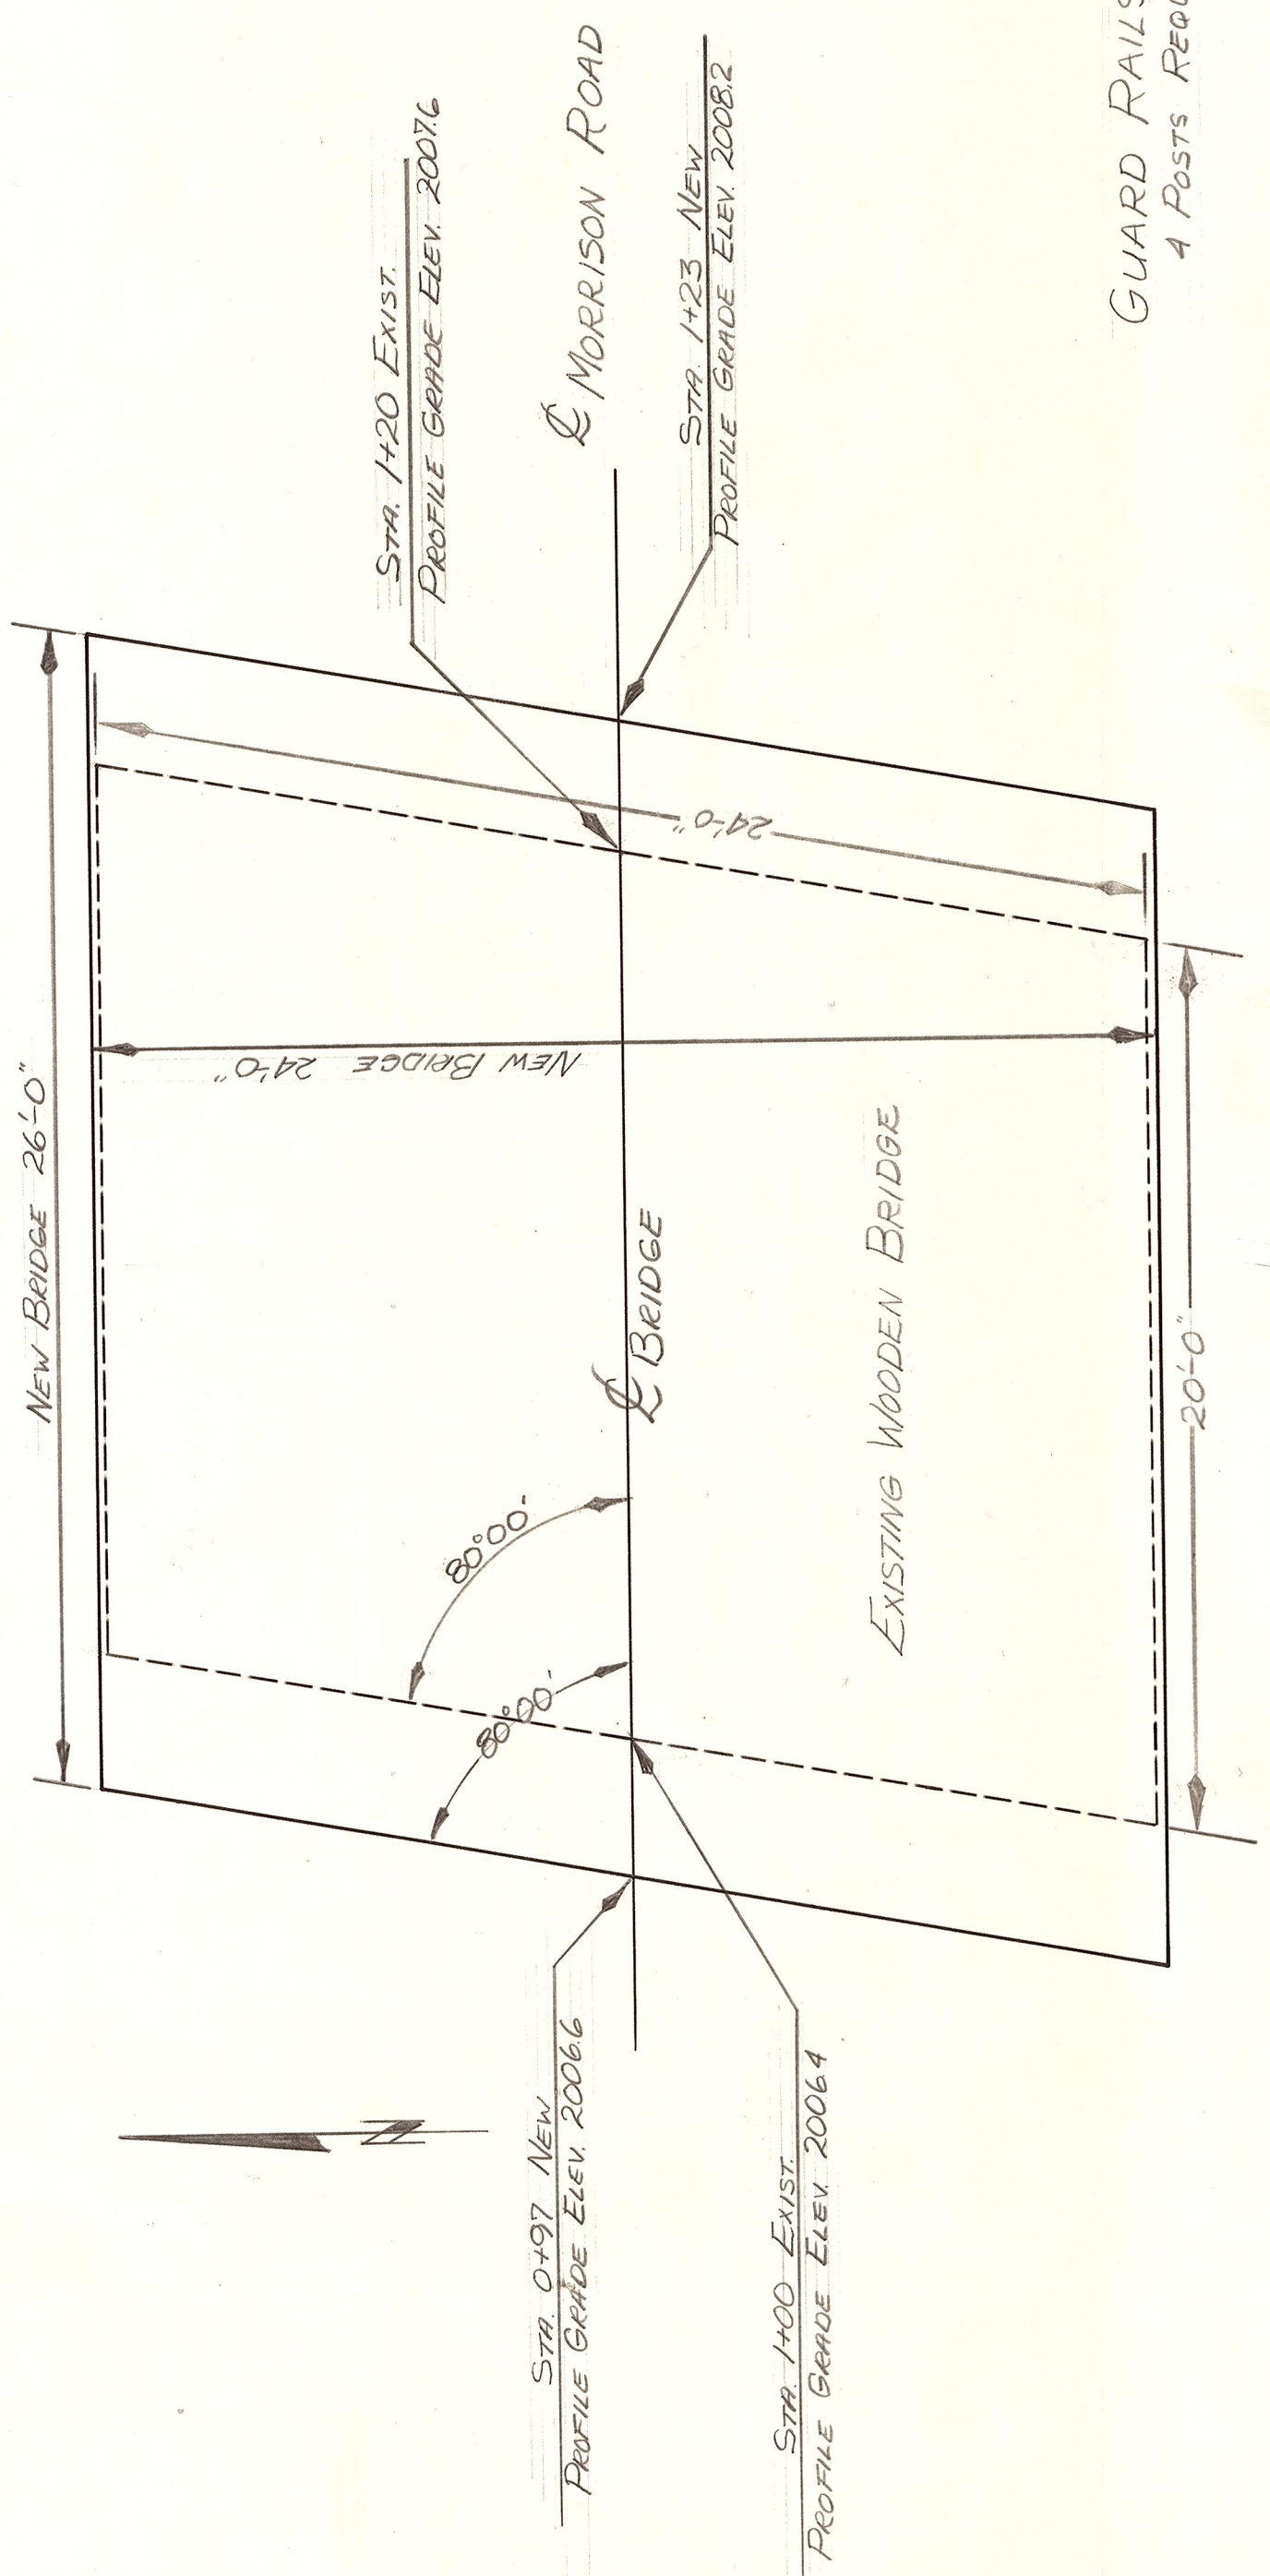 NEW BRIDGE 26'-0"
STA. 1+20 EXIST.
PROFILE GRADE ELEV. 2007.6
℄ MORRISON ROAD
STA. 1+23 NEW
PROFILE GRADE ELEV. 2008.2
GUARD RAILS
4 POSTS
24'-0"
NEW BRIDGE 24'-0"
℄ BRIDGE
EXISTING WOODEN BRIDGE
20'-0"
80°00'
80°00'
STA. 0+97 NEW
PROFILE GRADE ELEV. 2006.6
STA. 1+00 EXIST.
PROFILE GRADE ELEV. 2006.4
N